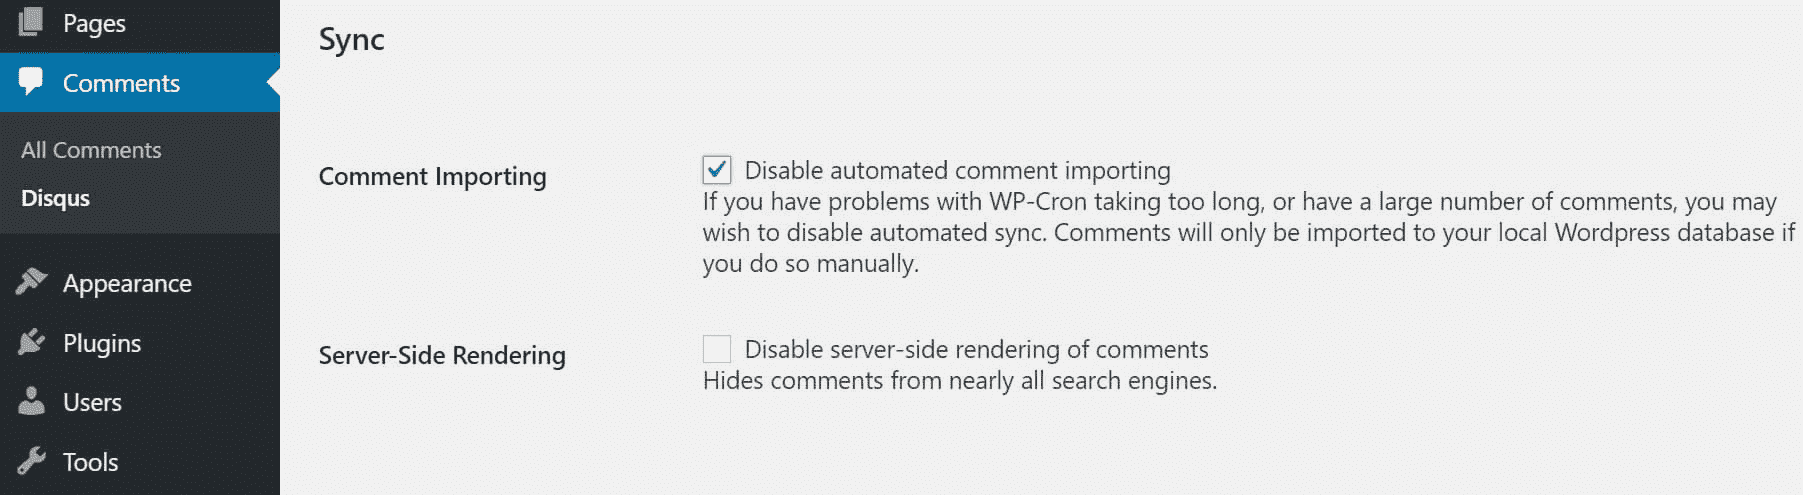 Pages
Comments
All Comments
Disqus
Appearance
Plugins
Users
Tools
Sync
Comment Importing
Disable automated comment importing
If you have problems with WP-Cron taking too long, or have a large number of comments, you may
wish to disable automated sync. Comments will only be imported to your local Wordpress database if
you do so manually.
Server-Side Rendering
Disable server-side rendering of comments
Hides comments from nearly all search engines.